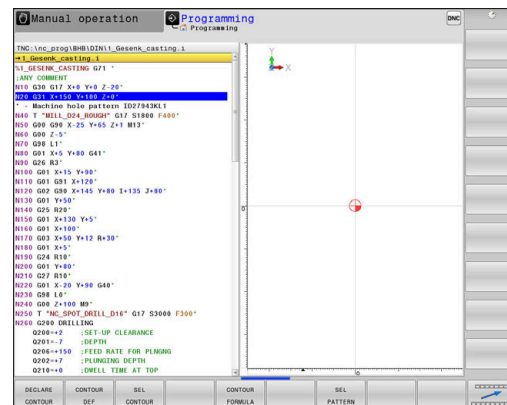 Manual operation
Programming
Programming
DNC
TNC:\nc_prog\BHB\DIN\1_Gesenk_casting.i
→1_Gesenk_casting.i
%1_GESENK_CASTING G71 *
;ANY COMMENT
N10 G30 G17 X+0 Y+0 Z-20*
N20 G31 X+150 Y+100 Z+0*
* - Machine hole pattern ID27943KL1
N40 T "MILL_D24_ROUGH" G17 S1800 F400*
N50 G00 G90 X-25 Y+65 Z+1 M13*
N60 G00 Z-5*
N70 G98 L1*
N80 G01 X+5 Y+80 G41*
N90 G26 R3*
N100 G01 X+15 Y+90*
N110 G01 G91 X+120*
N120 G02 G90 X+145 Y+80 I+135 J+80*
N130 G01 Y+50*
N140 G25 R20*
N150 G01 X+130 Y+5*
N160 G01 X+100*
N170 G03 X+50 Y+12 R+30*
N180 G01 X+5*
N190 G24 R10*
N200 G01 Y+80*
N210 G27 R10*
N220 G01 X-20 Y+90 G40*
N230 G98 L0*
N240 G00 Z+100 M9*
N250 T "NC_SPOT_DRILL_D16" G17 S3000 F300*
N260 G200 DRILLING
Q200=+2 ;SET-UP CLEARANCE
Q201=-7 ;DEPTH
Q206=+150 ;FEED RATE FOR PLNGNG
Q202=+7 ;PLUNGING DEPTH
Q210=+0 ;DWELL TIME AT TOP
Y
X
0
0
DECLARE CONTOUR
CONTOUR DEF
SEL CONTOUR
CONTOUR FORMULA
SEL PATTERN